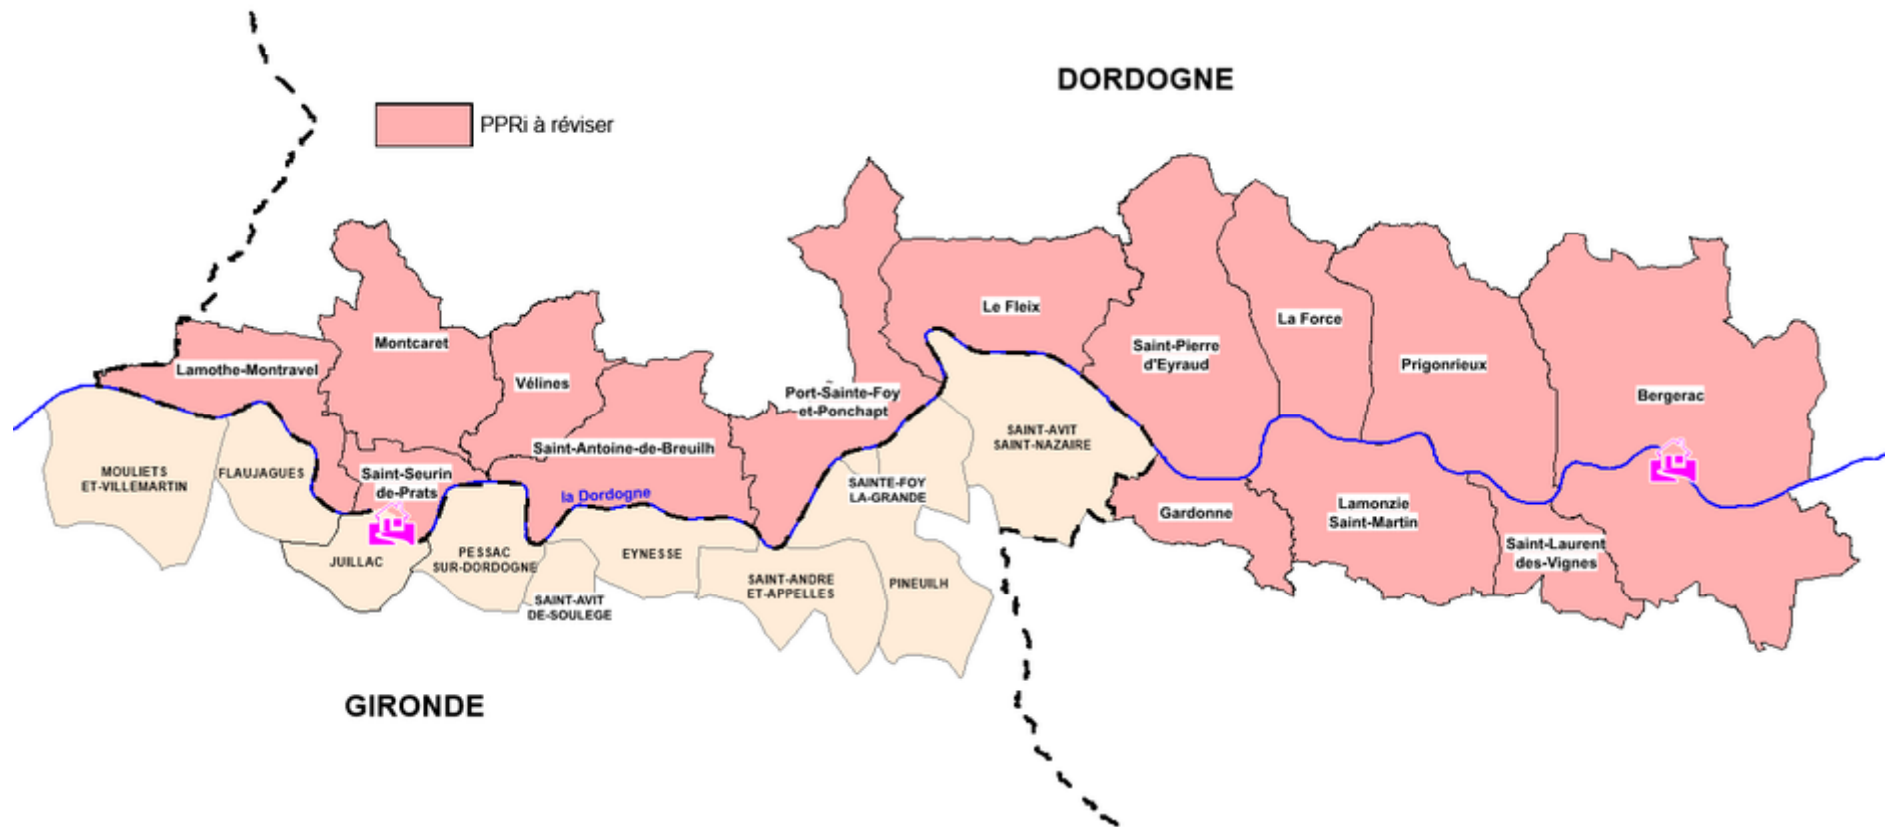 DORDOGNE
PPRi à réviser
Le Fleix
La Force
Saint-Pierre
d'Eyraud
Montcaret
Prigonrieux
Lamothe-Montravel
Vélines
Port-Sainte-Foy
et-Ponchapt
Bergerac
SAINT-AVIT
SAINT-NAZAIRE
Saint-Antoine-de-Breuilh
MOULIETS
ET-VILLEMARTIN
FLAUJAGUES
Saint-Seurin
de-Prats
la Dordogne
SAINTE-FOY
LA-GRANDE
Gardonne
Lamonzie
Saint-Martin
Saint-Laurent
des-Vignes
JUILLAC
PESSAC
SUR-DORDOGNE
EYNESSE
SAINT-ANDRE
ET-APPELLES
PINEUILH
SAINT-AVIT
DE-SOULEGE
GIRONDE